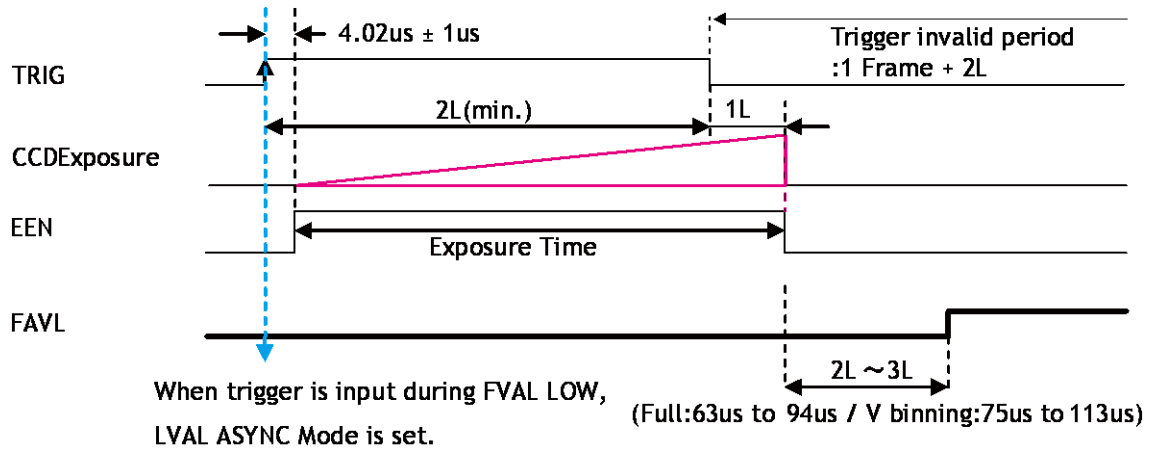 4.02us ± 1us
Trigger invalid period
:1 Frame + 2L
TRIG
2L(min.)
1L
CCDExposure
EEN
Exposure Time
FAVL
2L ～3L
When trigger is input during FVAL LOW,
(Full:63us to 94us / V binning:75us to 113us)
LVAL ASYNC Mode is set.